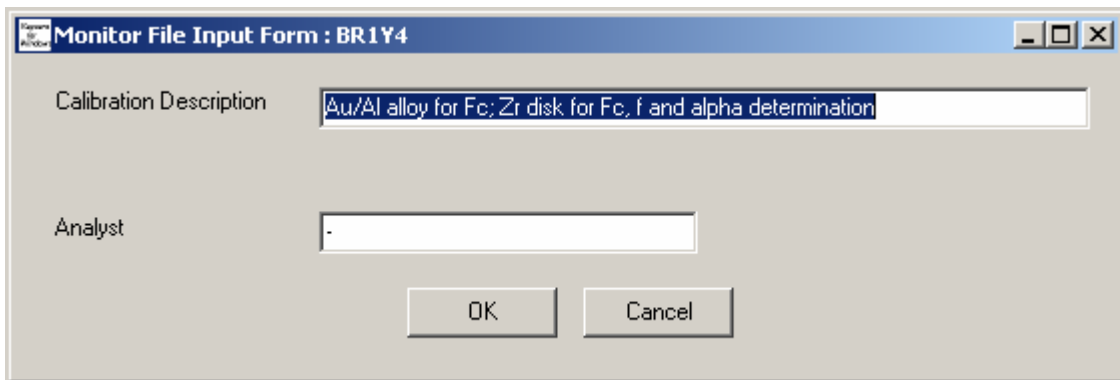 Monitor File Input Form : BR1Y4
Calibration Description
Au/Al alloy for Fc; Zr disk for Fc, f and alpha determination
Analyst
-
OK
Cancel